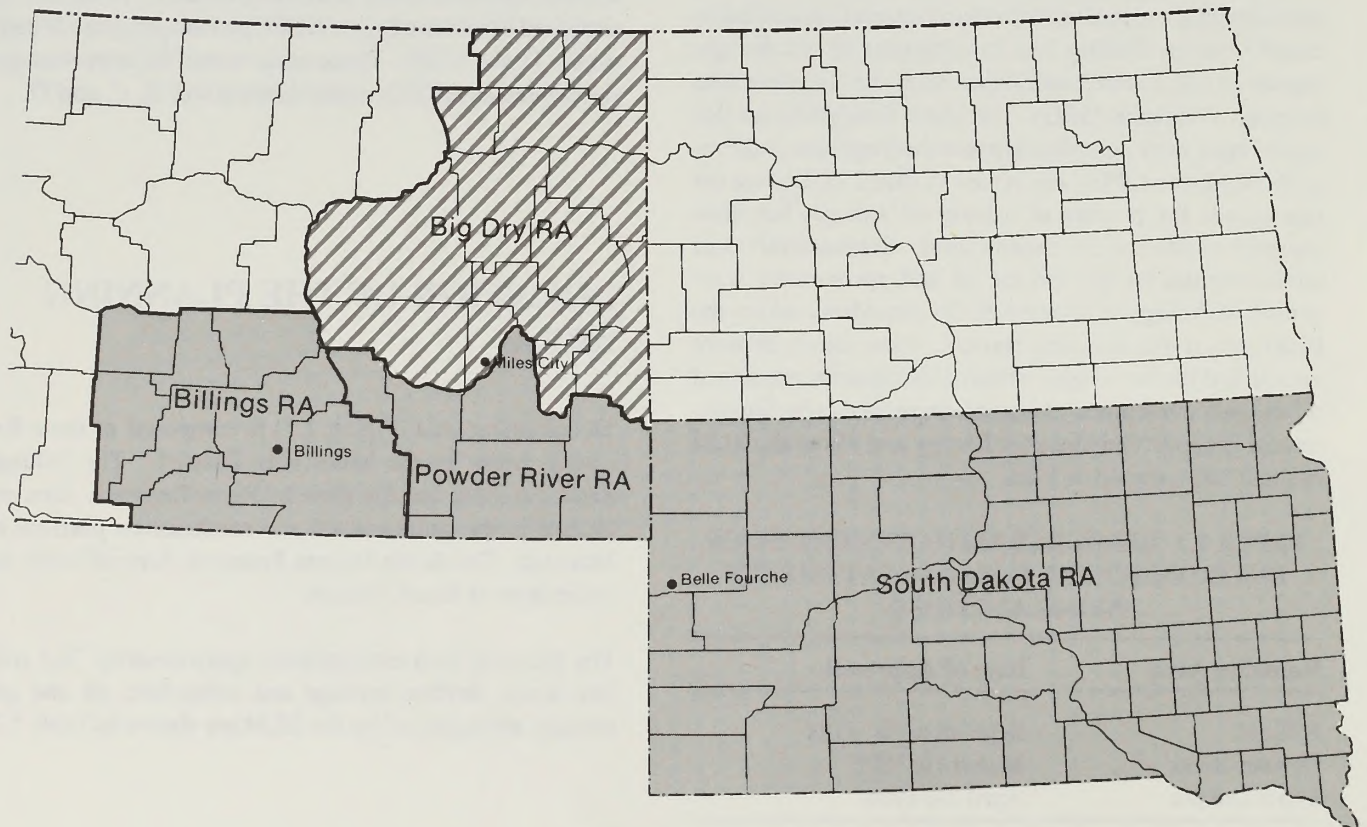 Big Dry RA
Miles City
Billings RA
Billings
Powder River RA
Belle Fourche
South Dakota RA